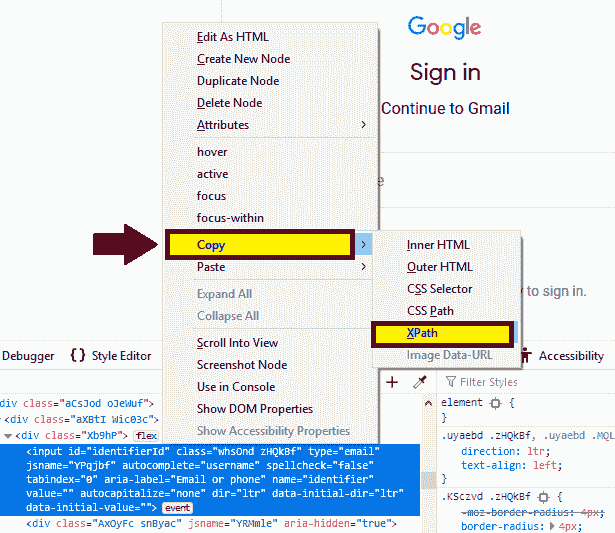 Google
Sign in
Continue to Gmail
Edit As HTML
Create New Node
Duplicate Node
Delete Node
Attributes
hover
active
focus
focus-within
Copy
Paste
Expand All
Collapse All
Scroll Into View
Screenshot Node
Use in Console
Show DOM Properties
Show Accessibility Properties
Inner HTML
Outer HTML
CSS Selector
CSS Path
XPath
Image Data-URL
to sign in.
Debugger {} Style Editor
Accessibility
div class="aCsJod oJeWuf">
<div class="aXBtI Wic03c">
<div class="Xb9hP"> flex
<input id="identifierId" class="whsOnd zHQkBf" type="email"
jsname="YPqjbf" autocomplete="username" spellcheck="false"
tabindex="0" aria-label="Email or phone" name="identifier"
value="" autocapitalize="none" dir="ltr" data-initial-dir="ltr"
data-initial-value=""> event
<div class="AxOyFc snByac" jsname="YRMmle" aria-hidden="true">
Filter Styles
element {
}
.uyaebd .zHQkBf, .uyaebd .MQL
direction: ltr;
text-align: left;
}
.KSczvd .zHQkBf {
-moz-border-radius: 4px;
border-radius: 4px;